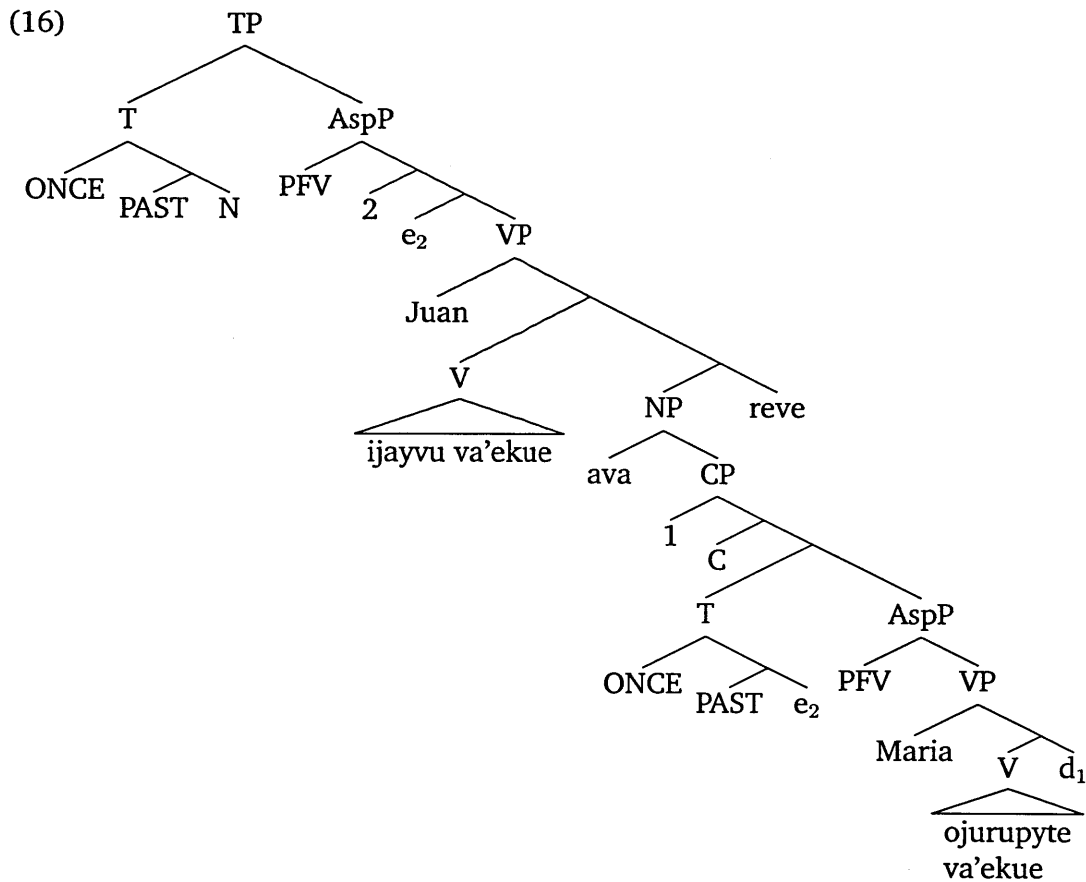 (16) TP
T AspP
ONCE PAST N PFV 2
e₂ VP
Juan
V NP reve
ijayvu va'ekue ava CP
1 C
T AspP
ONCE PAST e₂ PFV VP
Maria V d₁
ojurupyte
va'ekue